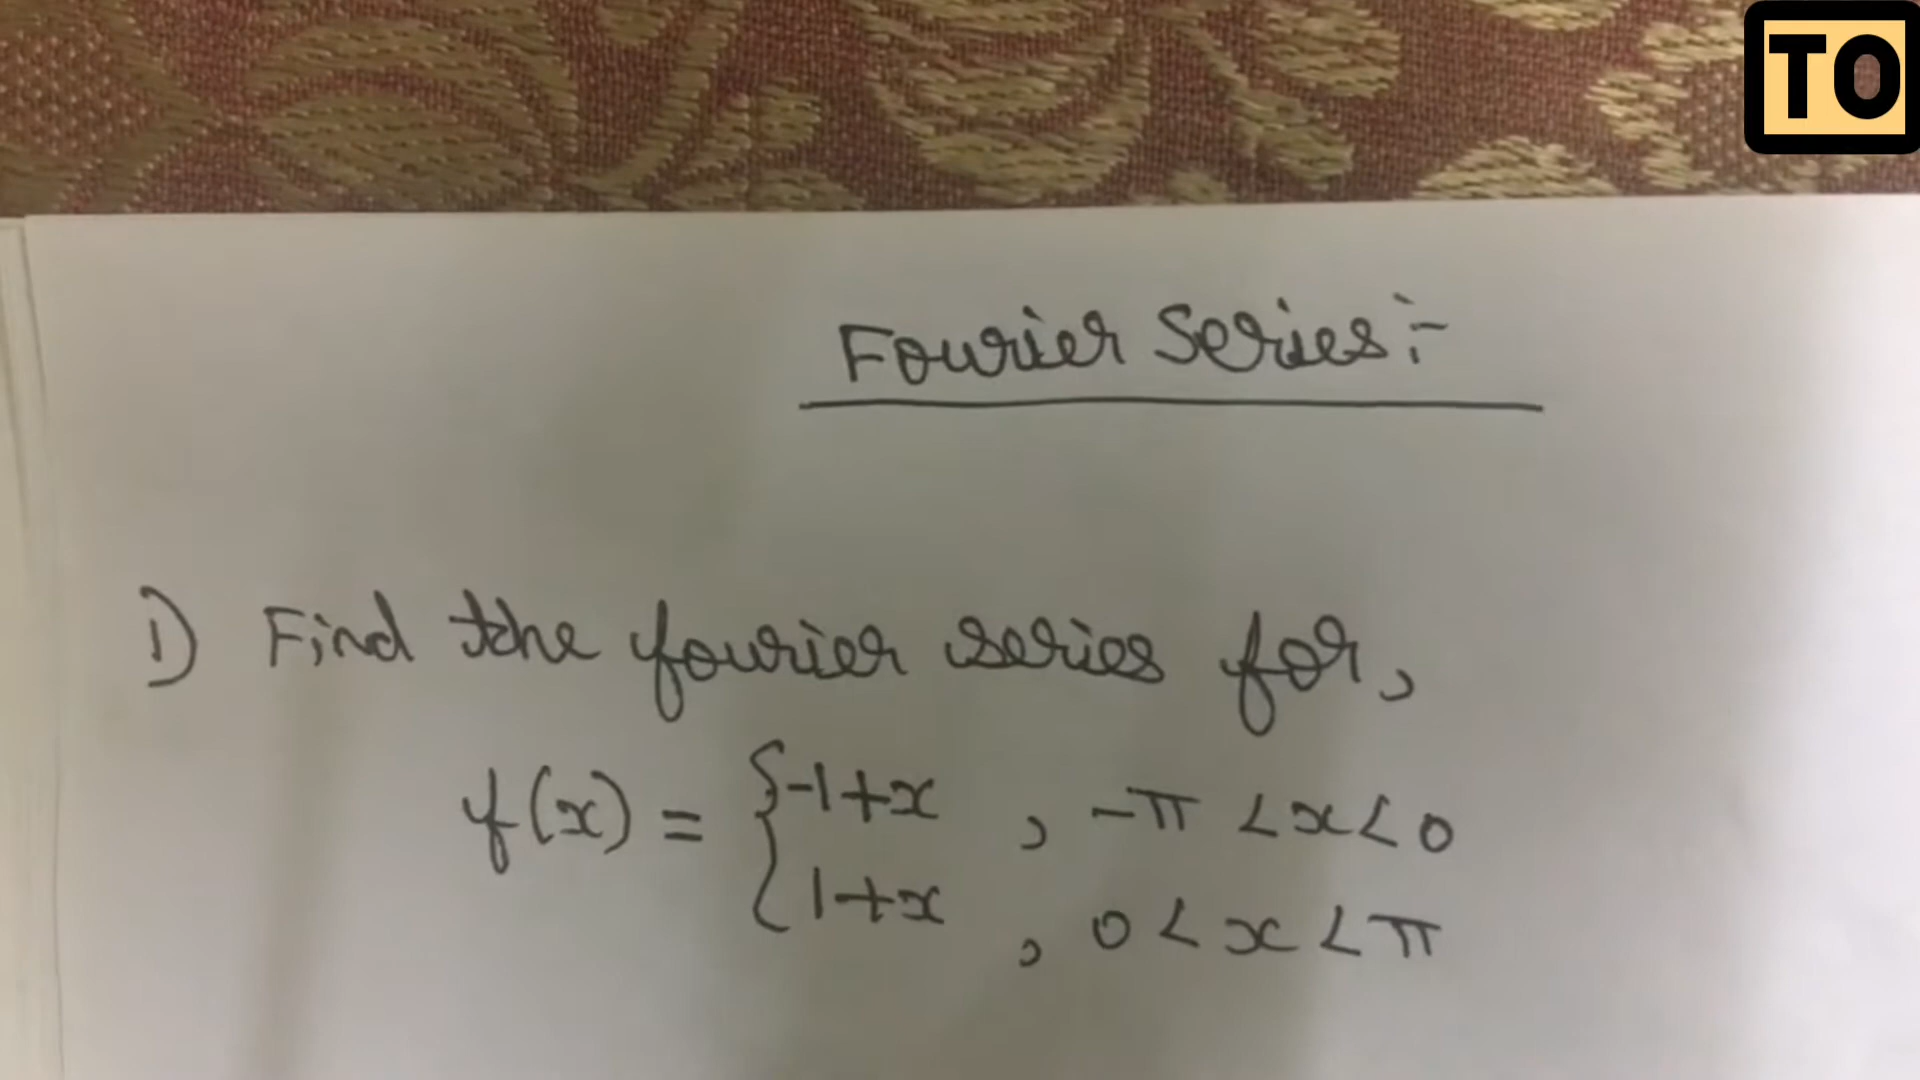 TO
Fourier Series:-
1) Find the fourier series for,
f(x) = {-1+x , -π < x < 0
1+x , 0 < x < π